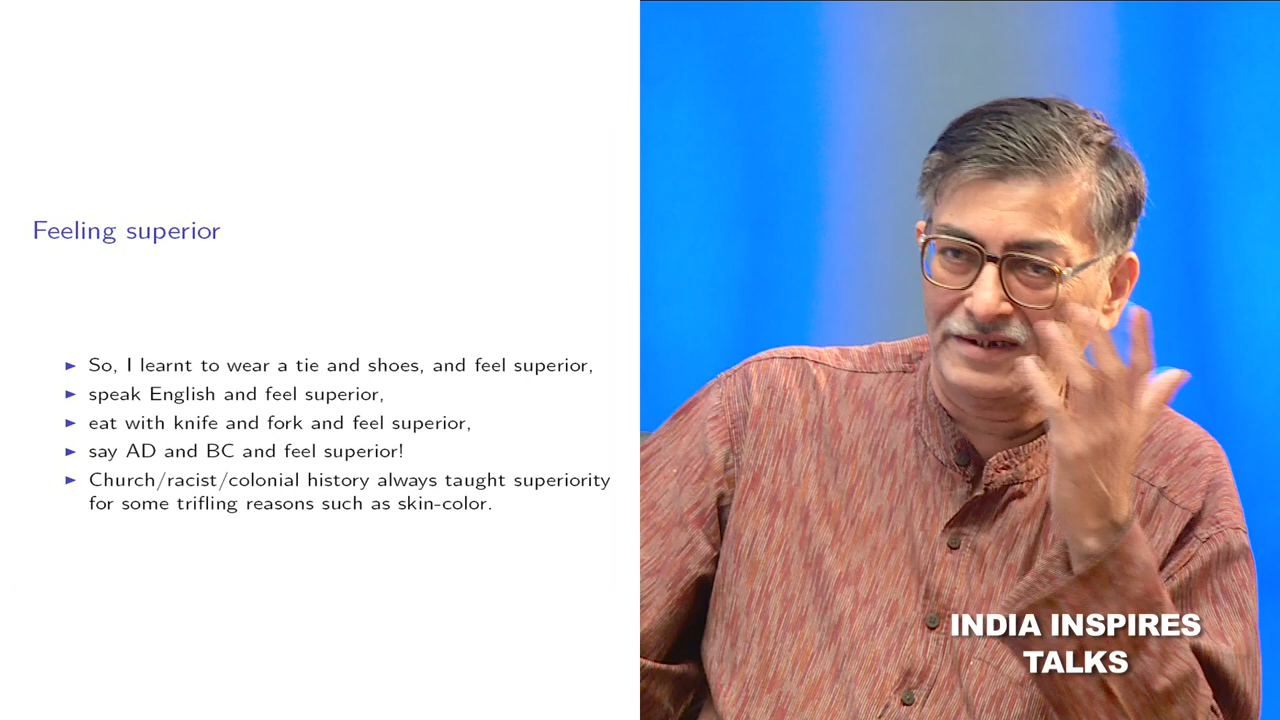 Feeling superior
► So, I learnt to wear a tie and shoes, and feel superior,
► speak English and feel superior,
► eat with knife and fork and feel superior,
► say AD and BC and feel superior!
► Church/racist/colonial history always taught superiority
for some trifling reasons such as skin-color.
INDIA INSPIRES
TALKS